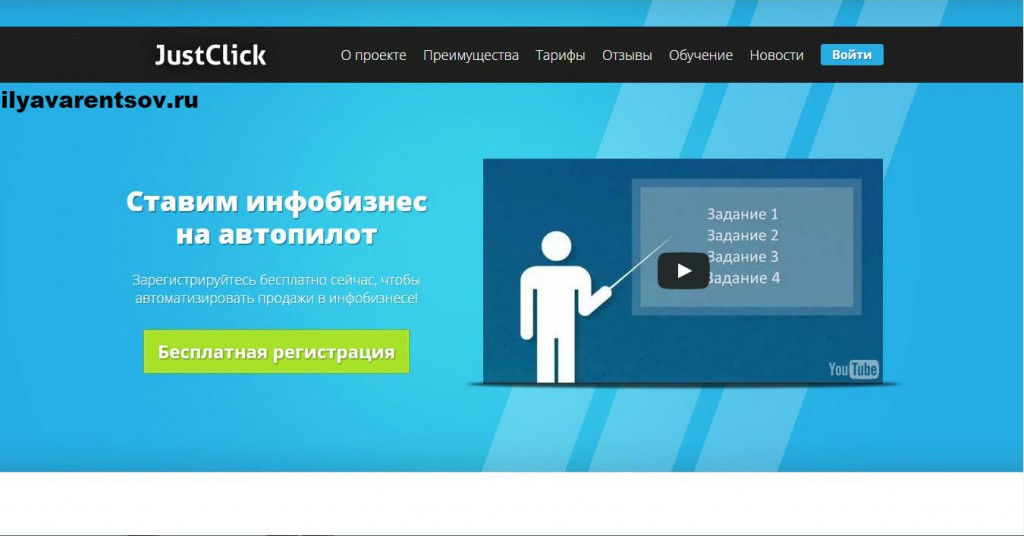 JustClick
О проекте Преимущества Тарифы Отзывы Обучение Новости Войти
ilyavarentsov.ru
Ставим инфобизнес
на автопилот
Зарегистрируйтесь бесплатно сейчас, чтобы
автоматизировать продажи в инфобизнесе!
Бесплатная регистрация
Задание 1
Задание 2
Задание 3
Задание 4
YouTube